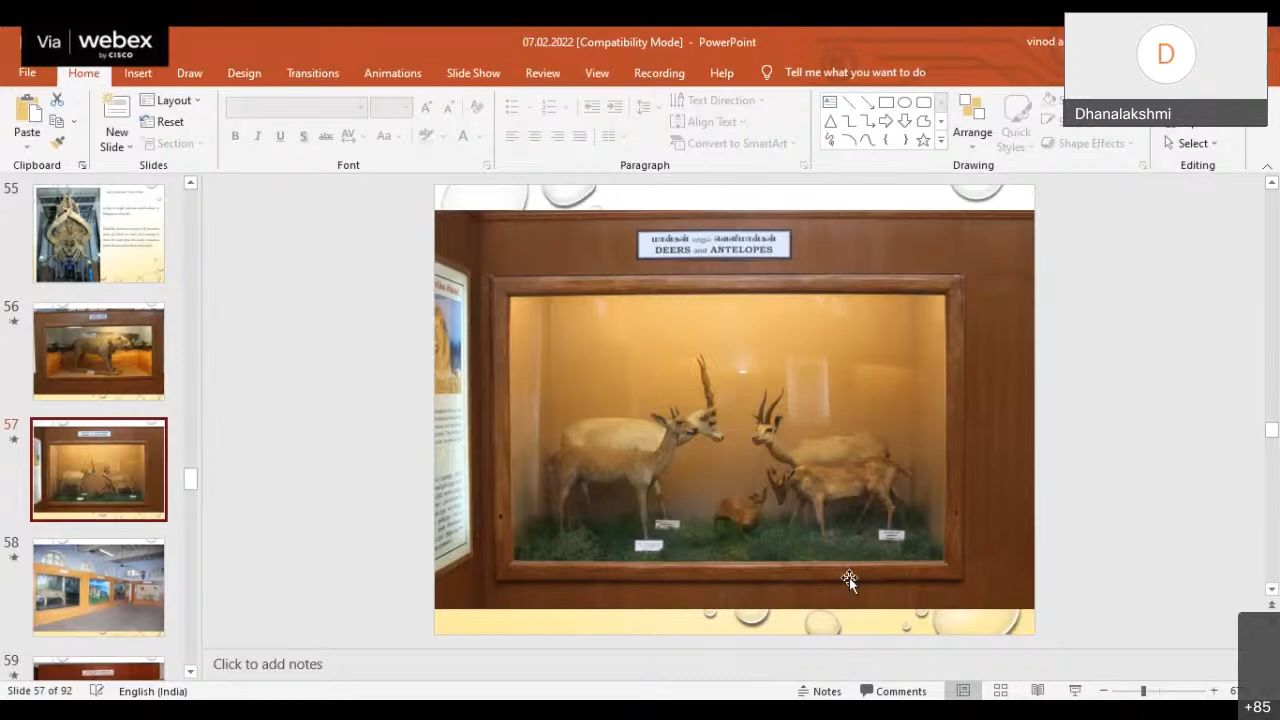 Via webex
by CISCO
07.02.2022 [Compatibility Mode] - PowerPoint
vinod a
D
Dhanalakshmi
File Home Insert Draw Design Transitions Animations Slide Show Review View Recording Help Tell me what you want to do
Paste
New
Slide
Layout
Reset
Section
B I U S abc AV Aa A
Text Direction
Align Text
Convert to SmartArt
Arrange
Quick
Styles
Shape Effects
Select
Clipboard Slides Font Paragraph Drawing Editing
55
56
57
58
59
மான்கள்
DEERS and ANTELOPES
Click to add notes
Slide 57 of 92 English (India) Notes Comments
+85